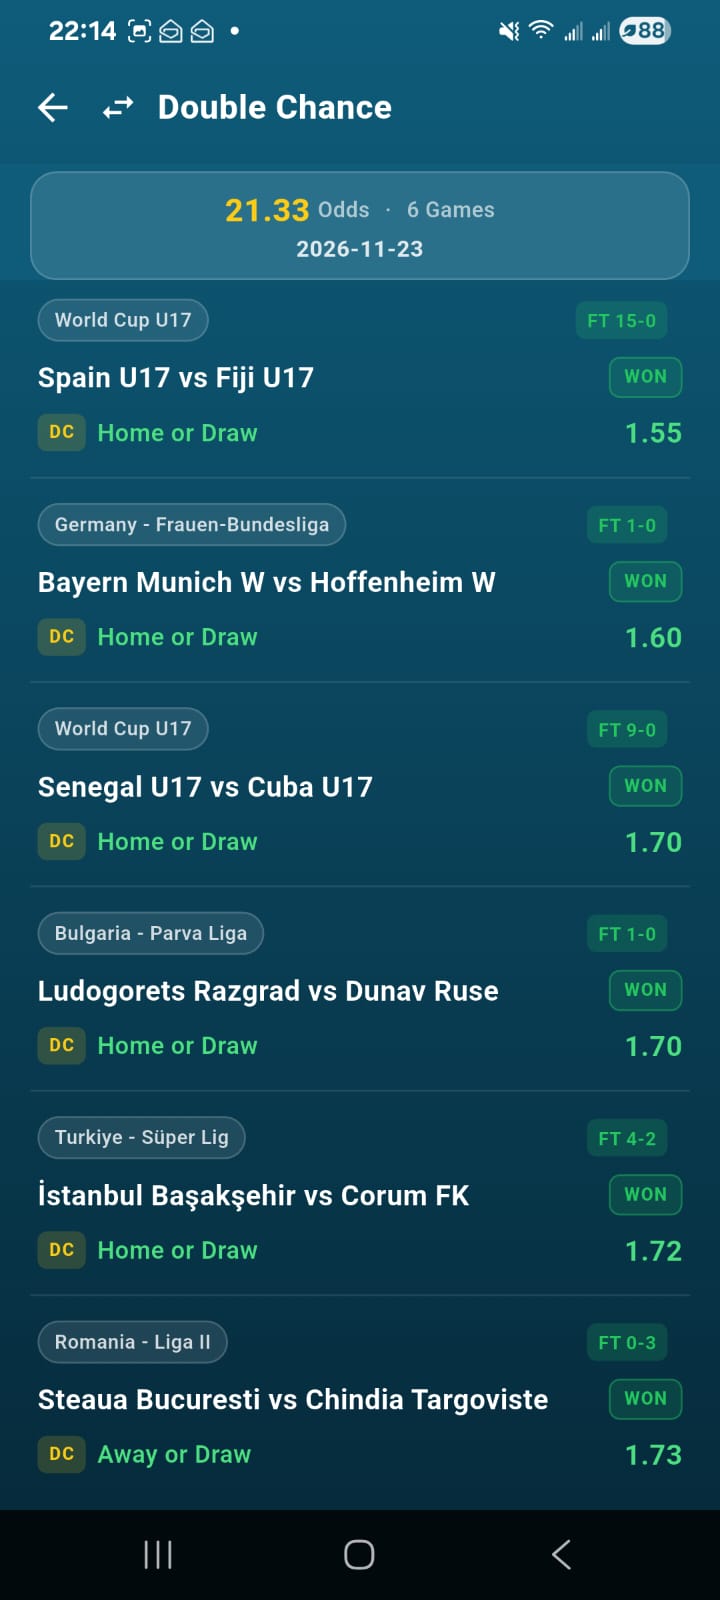 22:14
88
Double Chance
21.33 Odds · 6 Games
2026-11-23
World Cup U17 FT 15-0
Spain U17 vs Fiji U17 WON
DC Home or Draw 1.55
Germany - Frauen-Bundesliga FT 1-0
Bayern Munich W vs Hoffenheim W WON
DC Home or Draw 1.60
World Cup U17 FT 9-0
Senegal U17 vs Cuba U17 WON
DC Home or Draw 1.70
Bulgaria - Parva Liga FT 1-0
Ludogorets Razgrad vs Dunav Ruse WON
DC Home or Draw 1.70
Turkiye - Süper Lig FT 4-2
İstanbul Başakşehir vs Corum FK WON
DC Home or Draw 1.72
Romania - Liga II FT 0-3
Steaua Bucuresti vs Chindia Targoviste WON
DC Away or Draw 1.73